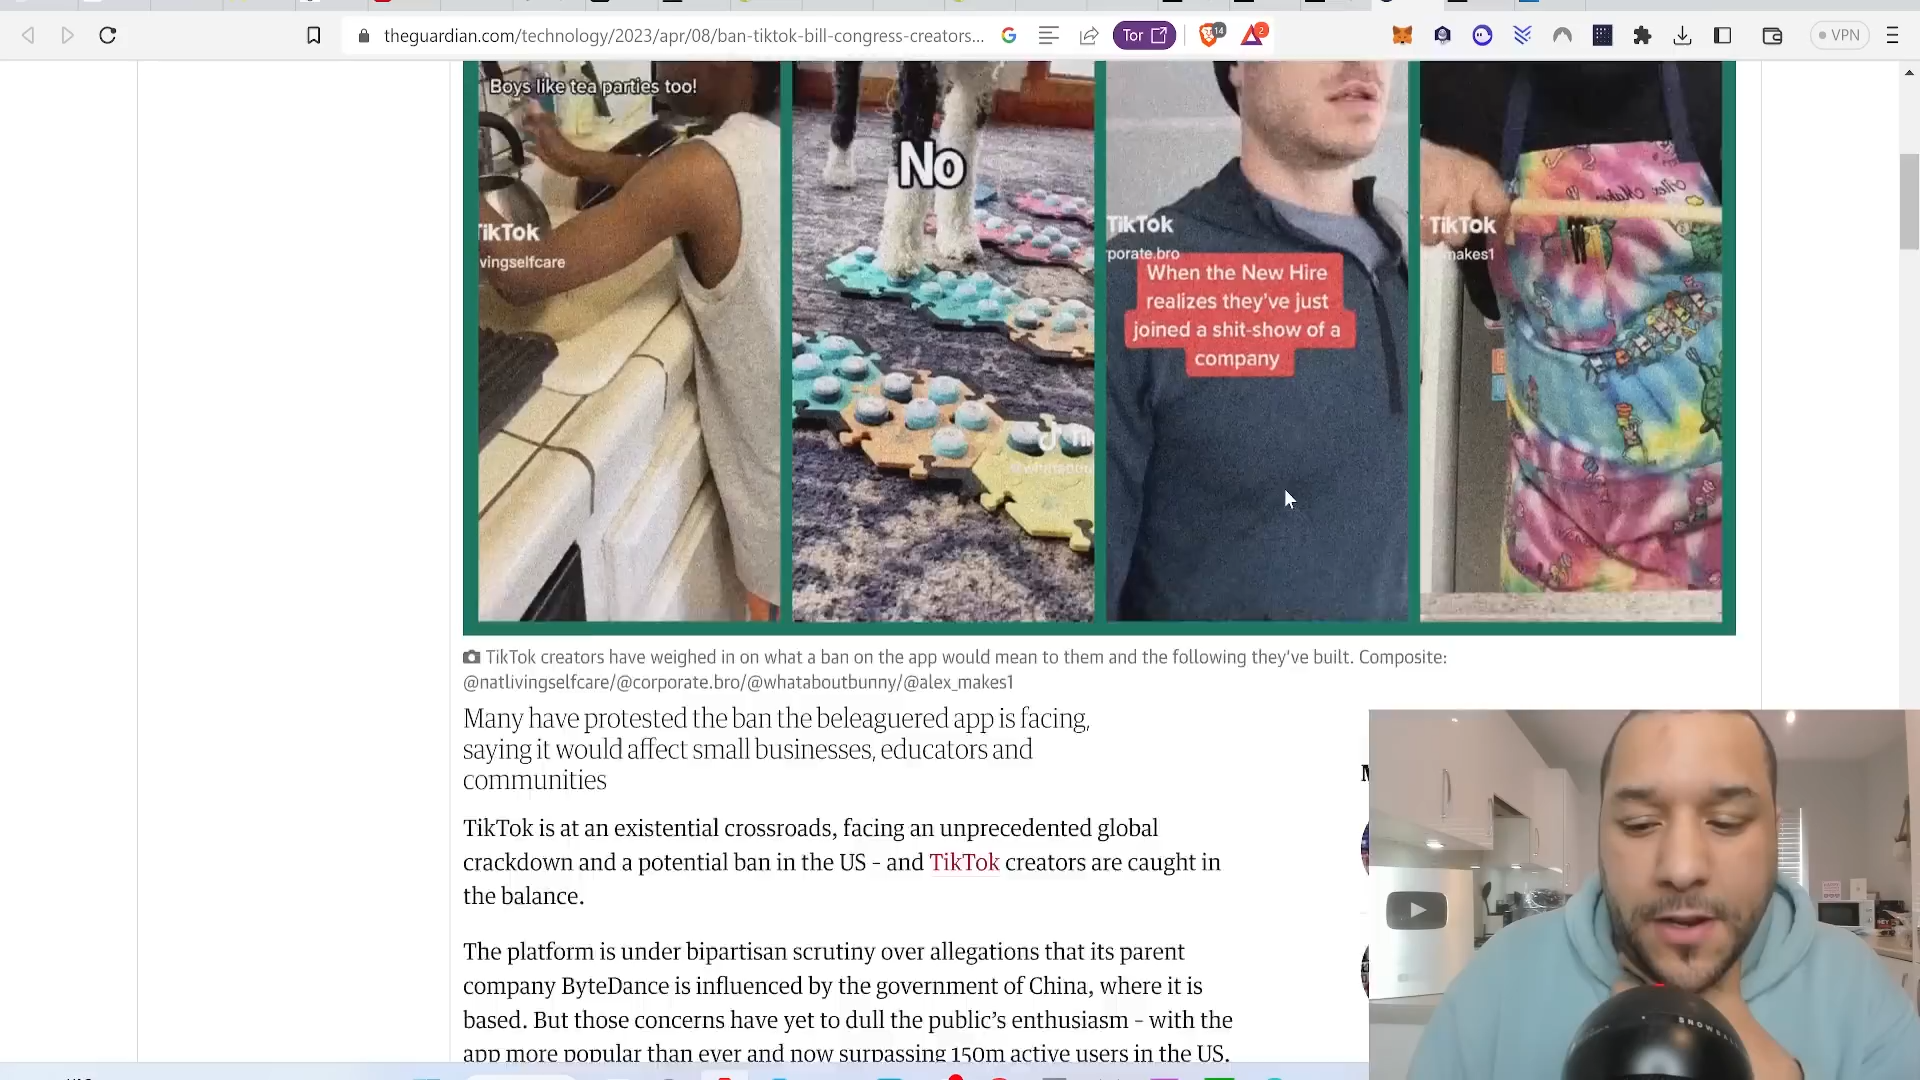 theguardian.com/technology/2023/apr/08/ban-tiktok-bill-congress-creators...
Tor
14
2
VPN
Boys like tea parties too!
TikTok
vingselfcare
No
TikTok
porate.bro
When the New Hire
realizes they've just
joined a shit-show of a
company
TikTok
makes1
TikTok creators have weighed in on what a ban on the app would mean to them and the following they've built. Composite:
@natlivingselfcare/@corporate.bro/@whataboutbunny/@alex_makes1
Many have protested the ban the beleaguered app is facing,
saying it would affect small businesses, educators and
communities
TikTok is at an existential crossroads, facing an unprecedented global
crackdown and a potential ban in the US – and TikTok creators are caught in
the balance.
The platform is under bipartisan scrutiny over allegations that its parent
company ByteDance is influenced by the government of China, where it is
based. But those concerns have yet to dull the public's enthusiasm – with the
app more popular than ever and now surpassing 150m active users in the US.